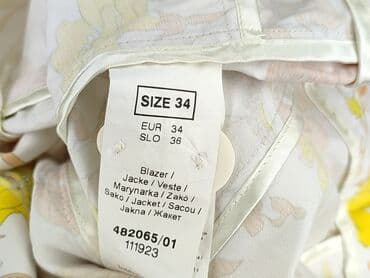 SIZE 34
EUR 34
SLO 36
Blazer /
Jacke / Veste /
Marynarka / Zakó /
Sako / Jacket / Sacou /
Jakna / Жакет
482065/01
111923